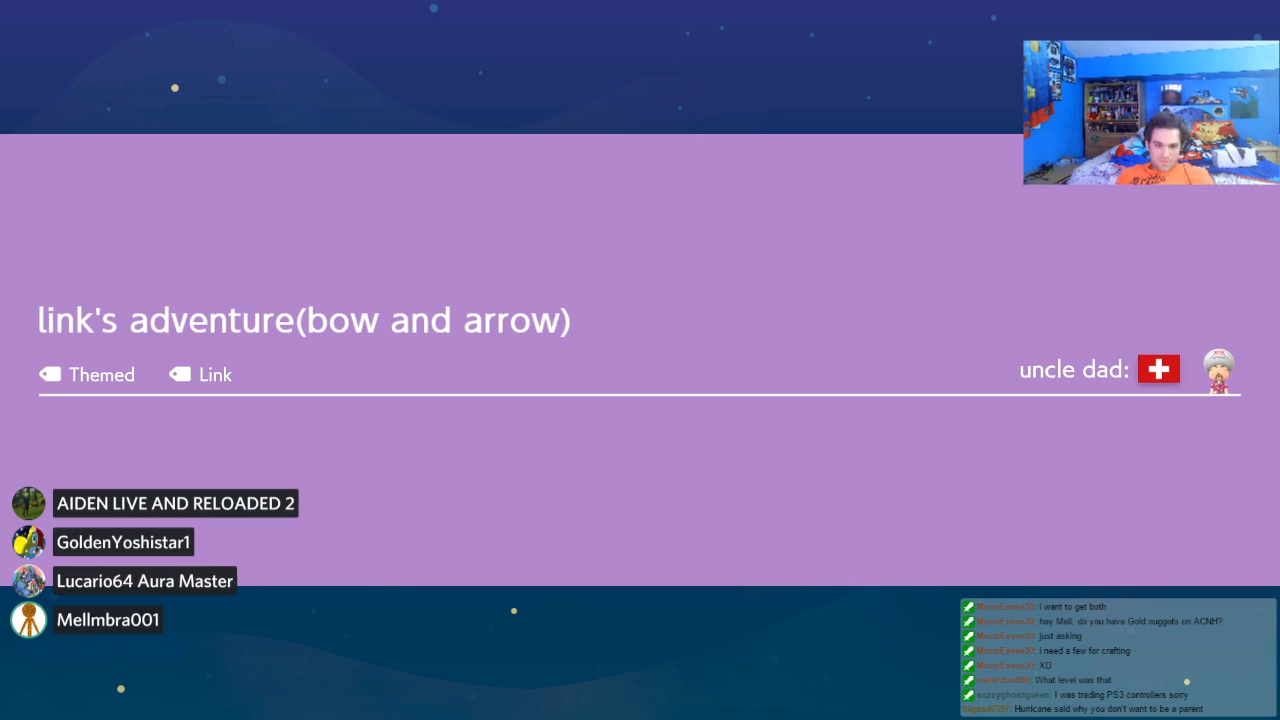 link's adventure(bow and arrow)
Themed Link
uncle dad:
AIDEN LIVE AND RELOADED 2
GoldenYoshistar1
Lucario64 Aura Master
Mellmbra001
MoonEevee30: i want to get both
MoonEevee30: hey Mell, do you have Gold nuggets on ACNH?
MoonEevee30: just asking
MoonEevee30: i need a few for crafting
MoonEevee30: XD
What level was that
suzzyghostqueen: I was trading PS3 controllers sorry
Hurricane said why you don't want to be a parent